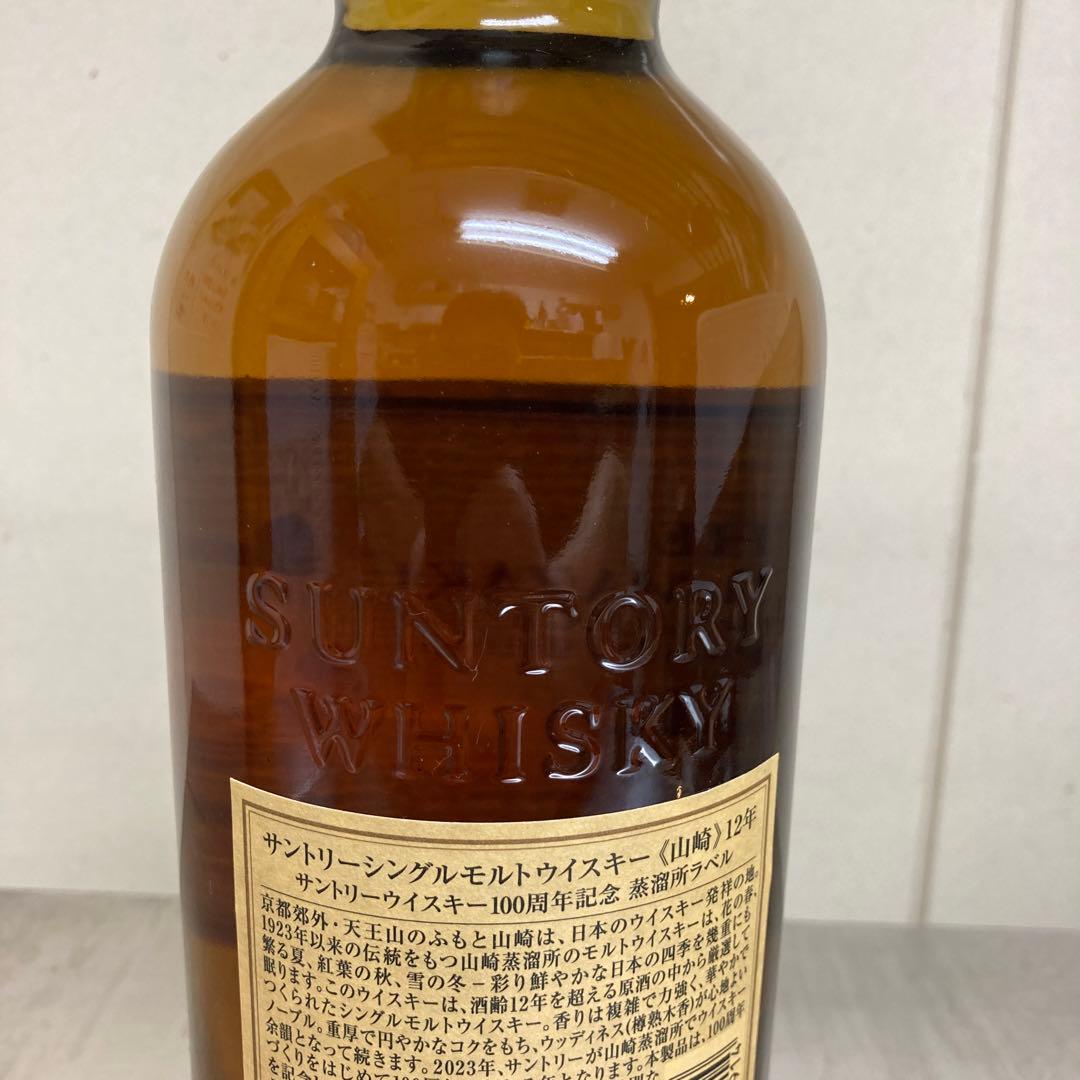 SUNTORY
WHISKY
サントリーシングルモルトウイスキー《山崎》12年
サントリーウイスキー100周年記念 蒸溜所ラベル
京都郊外・天王山のふもと山崎は、日本のウイスキー発祥の地。
1923年以来の伝統をもつ山崎蒸溜所のモルトウイスキーは、花の春、
繁る夏、紅葉の秋、雪の冬－彩り鮮やかな日本の四季を幾重にも
眠ります。このウイスキーは、酒齢12年を超える原酒の中から厳選して
つくられたシングルモルトウイスキー。香りは複雑で力強く、華やかで
ノーブル。重厚で円やかなコクをもち、ウッディネス(樽熟木香)が心地よい
余韻となって続きます。2023年、サントリーが山崎蒸溜所でウイスキー
づくりをはじめて100周年 本製品は、100周年
を記念